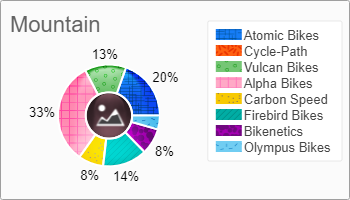 Mountain
13%
20%
33%
8%
8%
14%
Atomic Bikes
Cycle-Path
Vulcan Bikes
Alpha Bikes
Carbon Speed
Firebird Bikes
Bikenetics
Olympus Bikes